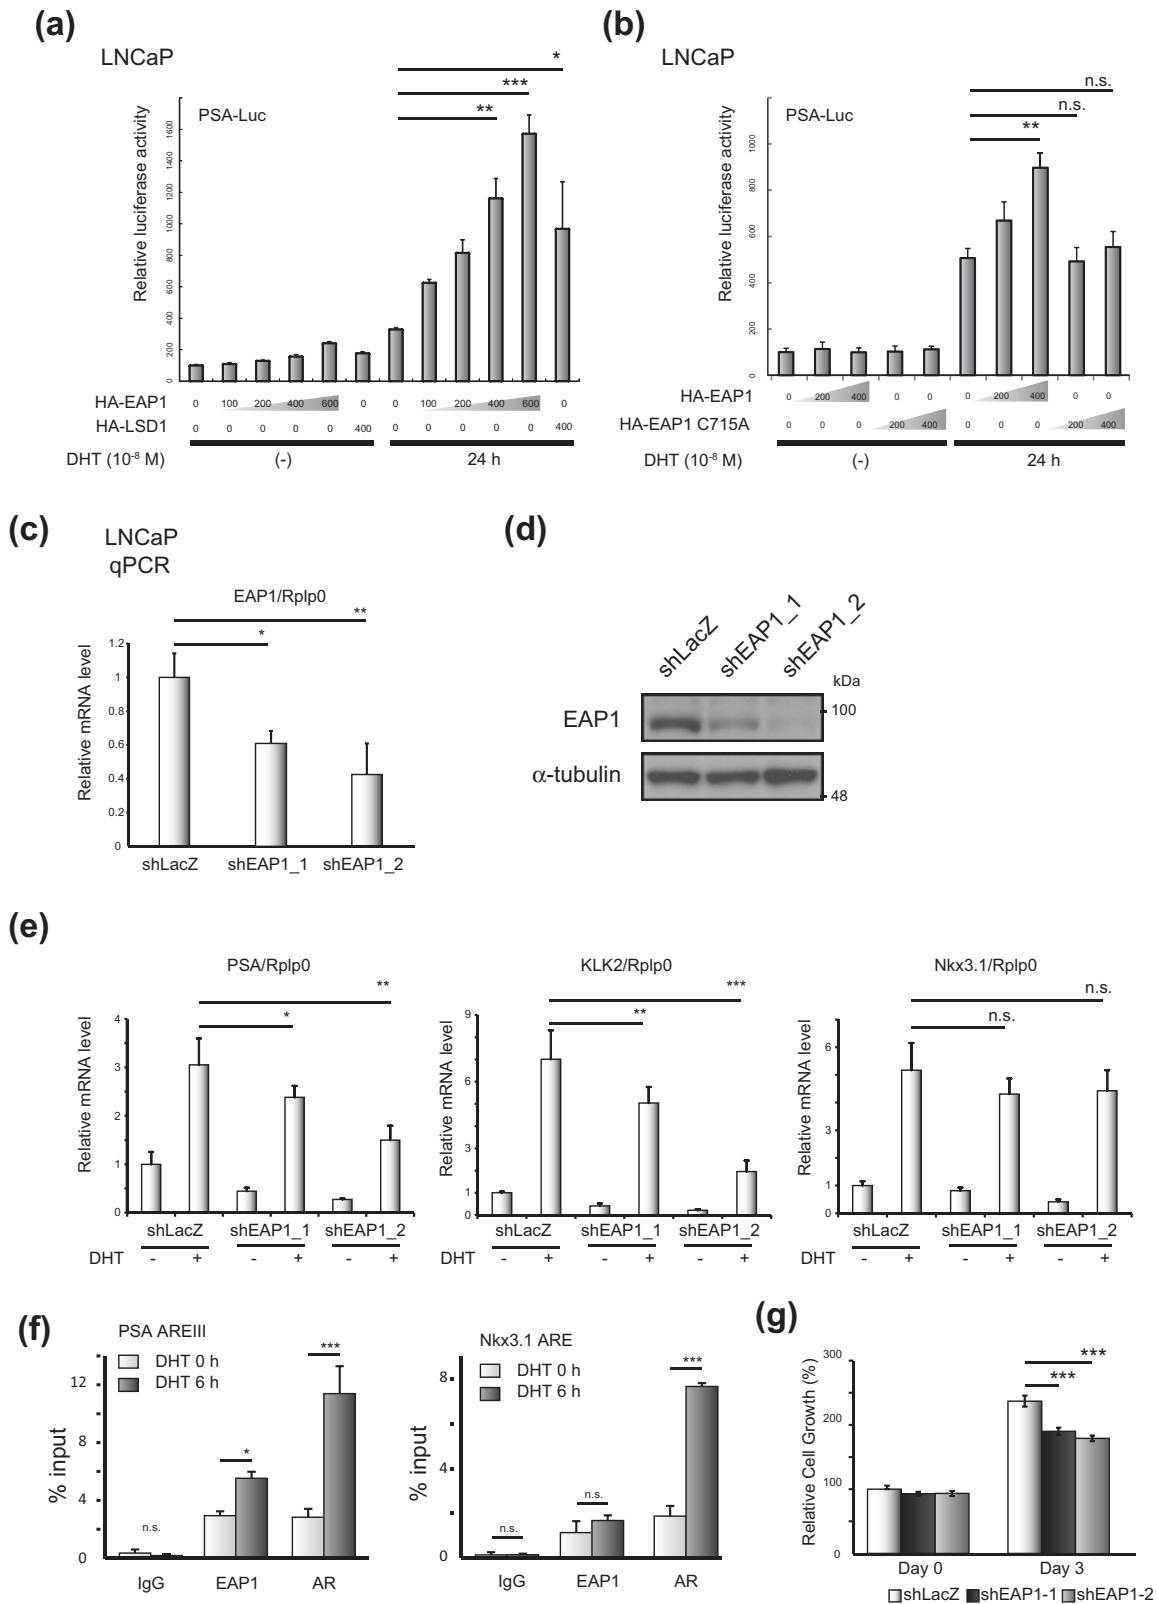 (a)
LNCaP
PSA-Luc
Relative luciferase activity
1600
1400
1200
1000
800
600
400
200
0
*
***
**
HA-EAP1 0 100 200 400 600 0 0 100 200 400 600 0
HA-LSD1 0 0 0 0 0 400 0 0 0 0 0 400
DHT (10⁻⁸ M) (-) 24 h
(b)
LNCaP
PSA-Luc
Relative luciferase activity
1000
800
600
400
200
0
n.s.
n.s.
**
HA-EAP1 0 200 400 0 0 0 200 400 0 0
HA-EAP1 C715A 0 0 0 200 400 0 0 0 200 400
DHT (10⁻⁸ M) (-) 24 h
(c)
LNCaP
qPCR
EAP1/Rplp0
**
*
Relative mRNA level
1.2
1
0.8
0.6
0.4
0.2
0
shLacZ shEAP1_1 shEAP1_2
(d)
shLacZ shEAP1_1 shEAP1_2
kDa
EAP1 100
α-tubulin
48
(e)
PSA/Rplp0
**
*
Relative mRNA level
4
3
2
1
0
shLacZ shEAP1_1 shEAP1_2
DHT - + - + - +
KLK2/Rplp0
***
**
Relative mRNA level
9
6
3
1
0
shLacZ shEAP1_1 shEAP1_2
- + - + - +
Nkx3.1/Rplp0
n.s.
n.s.
Relative mRNA level
6
3
1
0
shLacZ shEAP1_1 shEAP1_2
DHT - + - + - +
(f)
PSA AREIII
DHT 0 h
DHT 6 h
% input
12
8
4
0
n.s.
*
***
IgG EAP1 AR
Nkx3.1 ARE
DHT 0 h
DHT 6 h
% input
8
4
0
n.s.
n.s.
***
IgG EAP1 AR
(g)
Relative Cell Growth (%)
300
200
100
0
***
***
Day 0 Day 3
shLacZ shEAP1-1 shEAP1-2